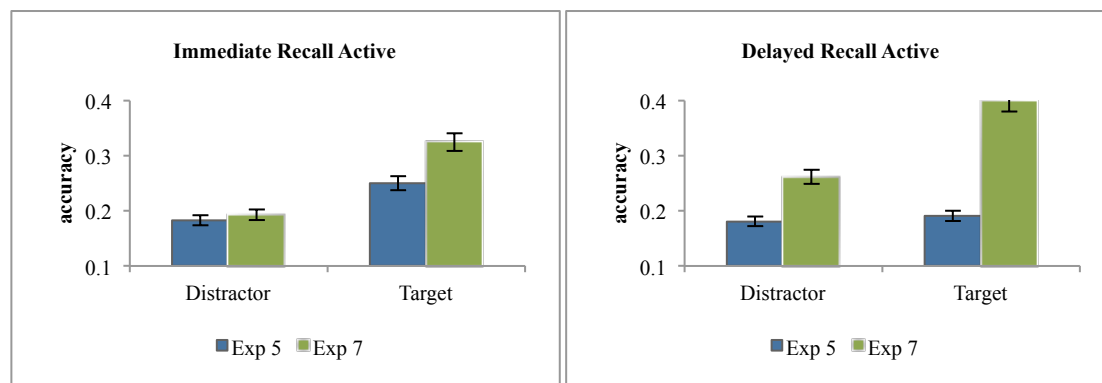 Immediate Recall Active
accuracy
0.4
0.3
0.2
0.1
Distractor Target
Exp 5 Exp 7
Delayed Recall Active
accuracy
0.4
0.3
0.2
0.1
Distractor Target
Exp 5 Exp 7